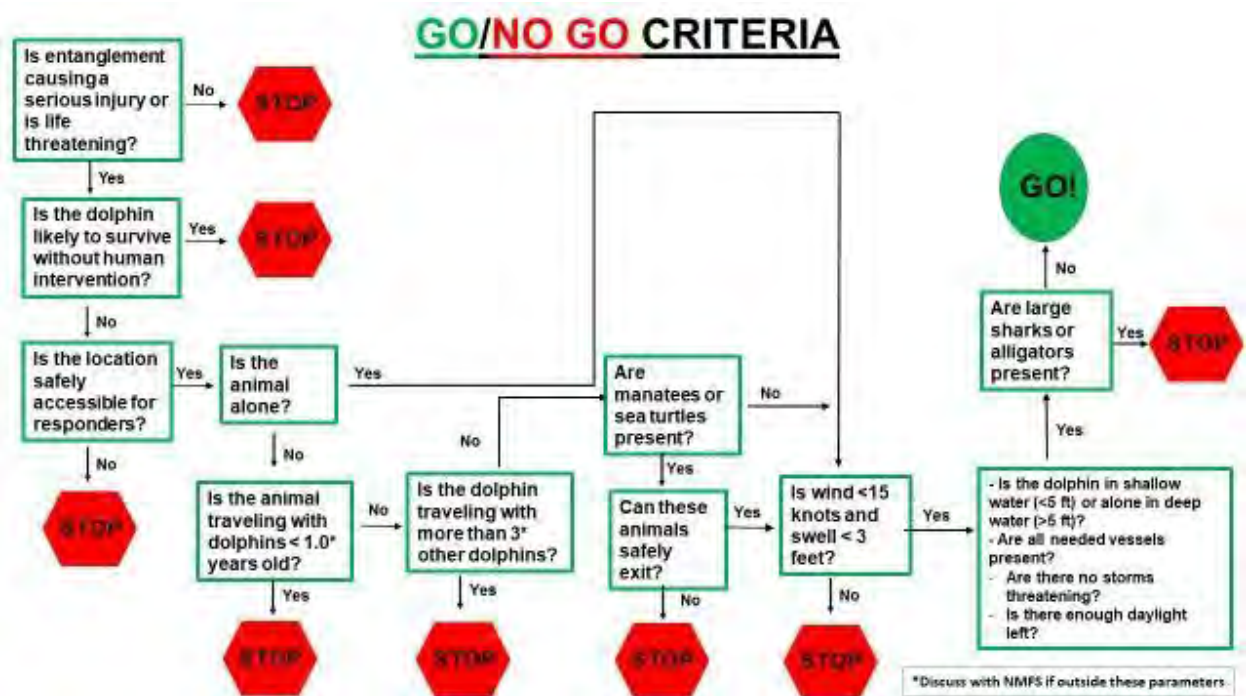 GO/NO GO CRITERIA
Is entanglement
causing a
serious injury or
is life
threatening?
No
STOP
Yes
Is the dolphin
likely to survive
without human
intervention?
Yes
STOP
No
Is the location
safely
accessible for
responders?
Yes
No
STOP
Is the
animal
alone?
Yes
No
Is the animal
traveling with
dolphins < 1.0*
years old?
No
Yes
STOP
Is the dolphin
traveling with
more than 3*
other dolphins?
No
Yes
STOP
Are
manatees or
sea turtles
present?
No
Yes
Can these
animals
safely
exit?
Yes
No
STOP
Is wind <15
knots and
swell < 3
feet?
Yes
No
STOP
- Is the dolphin in shallow
water (<5 ft) or alone in deep
water (>5 ft)?
- Are all needed vessels
present?
- Are there no storms
threatening?
- Is there enough daylight
left?
Yes
Are large
sharks or
alligators
present?
Yes
STOP
No
GO!
*Discuss with NMFS if outside these parameters